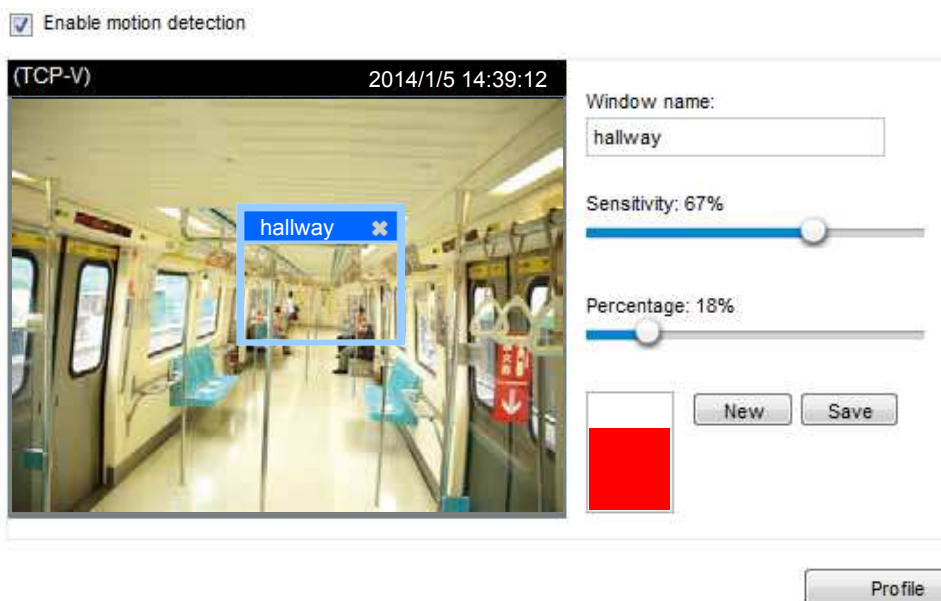 Enable motion detection
(TCP-V) 2014/1/5 14:39:12
Window name:
hallway
hallway
Sensitivity: 67%
Percentage: 18%
New Save
Profile